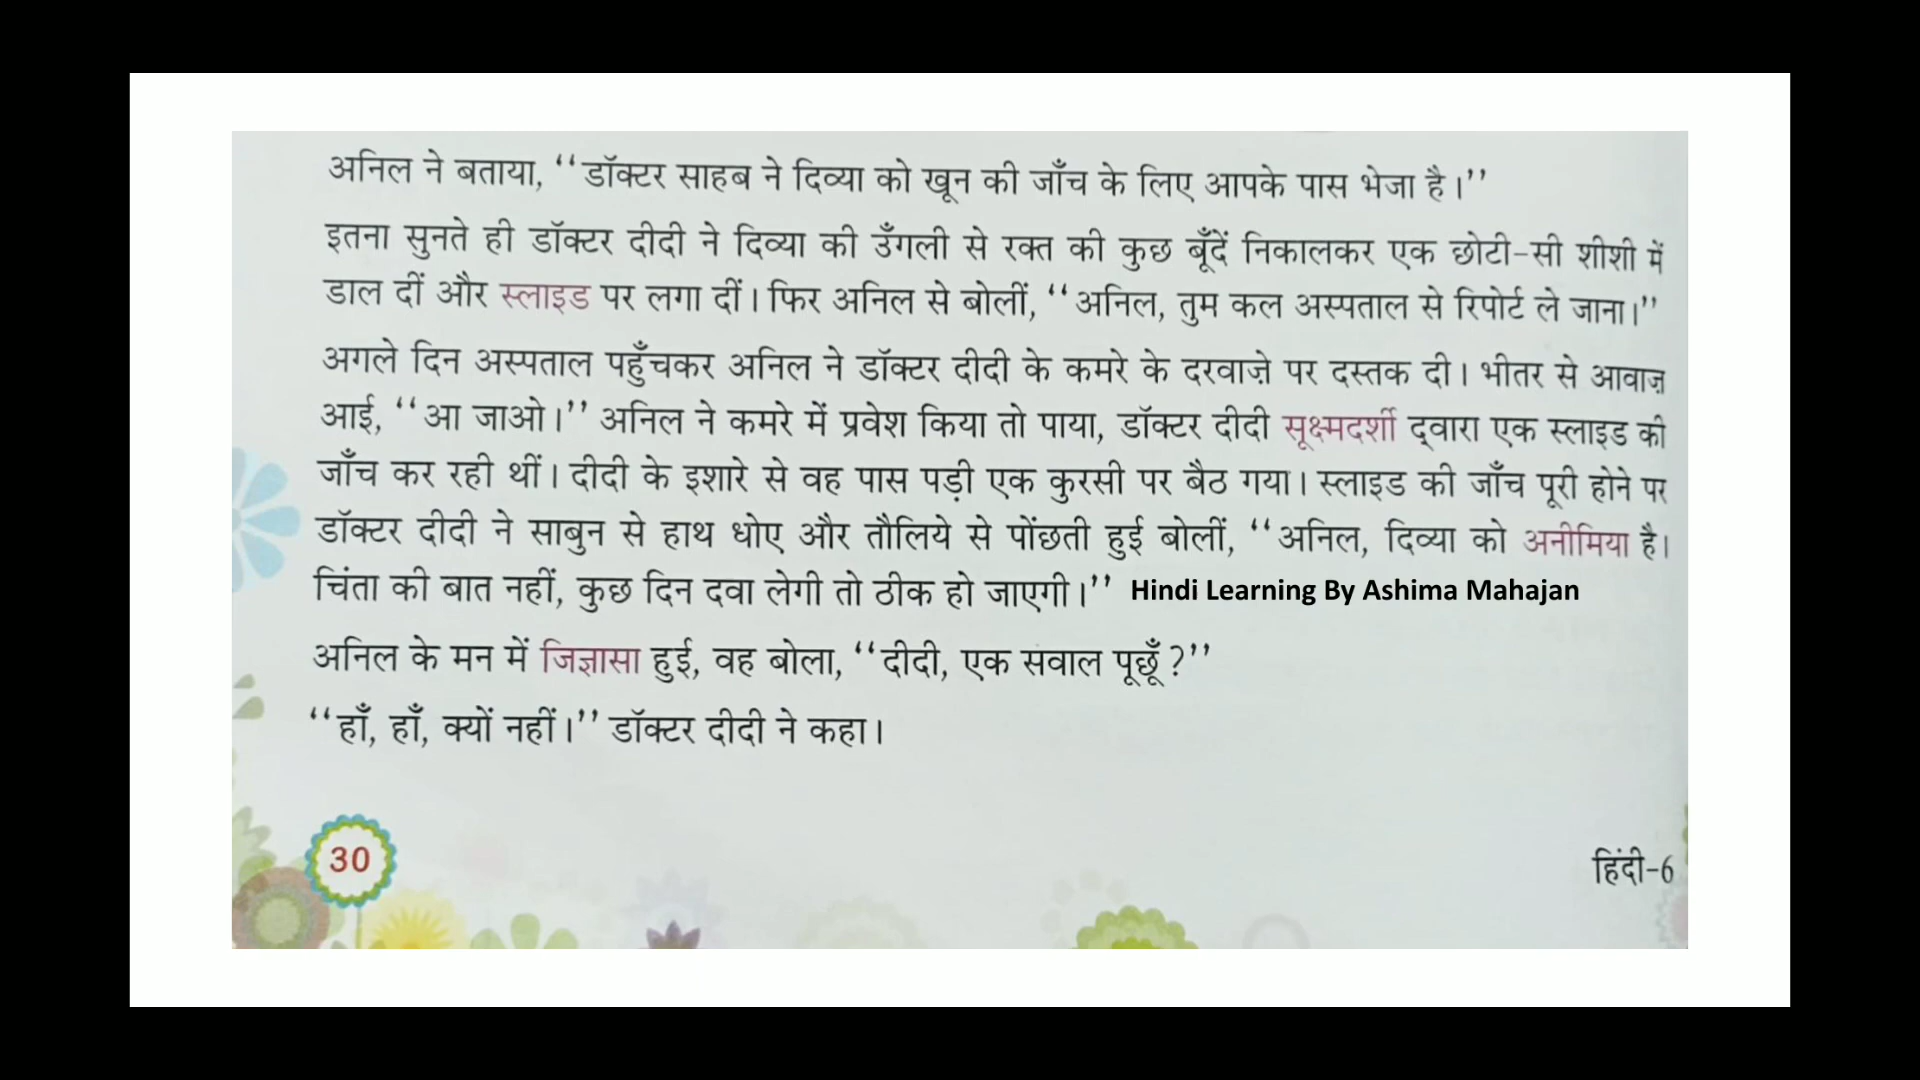 अनिल ने बताया, ‘‘डॉक्टर साहब ने दिव्या को खून की जाँच के लिए आपके पास भेजा है।’’
इतना सुनते ही डॉक्टर दीदी ने दिव्या की उँगली से रक्त की कुछ बूँदें निकालकर एक छोटी-सी शीशी में
डाल दीं और स्लाइड पर लगा दीं। फिर अनिल से बोलीं, ‘‘अनिल, तुम कल अस्पताल से रिपोर्ट ले जाना।’’
अगले दिन अस्पताल पहुँचकर अनिल ने डॉक्टर दीदी के कमरे के दरवाज़े पर दस्तक दी। भीतर से आवाज़
आई, ‘‘आ जाओ।’’ अनिल ने कमरे में प्रवेश किया तो पाया, डॉक्टर दीदी सूक्ष्मदर्शी द्वारा एक स्लाइड की
जाँच कर रही थीं। दीदी के इशारे से वह पास पड़ी एक कुरसी पर बैठ गया। स्लाइड की जाँच पूरी होने पर
डॉक्टर दीदी ने साबुन से हाथ धोए और तौलिये से पोंछती हुई बोलीं, ‘‘अनिल, दिव्या को अनीमिया है।
चिंता की बात नहीं, कुछ दिन दवा लेगी तो ठीक हो जाएगी।’’ Hindi Learning By Ashima Mahajan
अनिल के मन में जिज्ञासा हुई, वह बोला, ‘‘दीदी, एक सवाल पूछूँ?’’
‘‘हाँ, हाँ, क्यों नहीं।’’ डॉक्टर दीदी ने कहा।
30
हिंदी-6